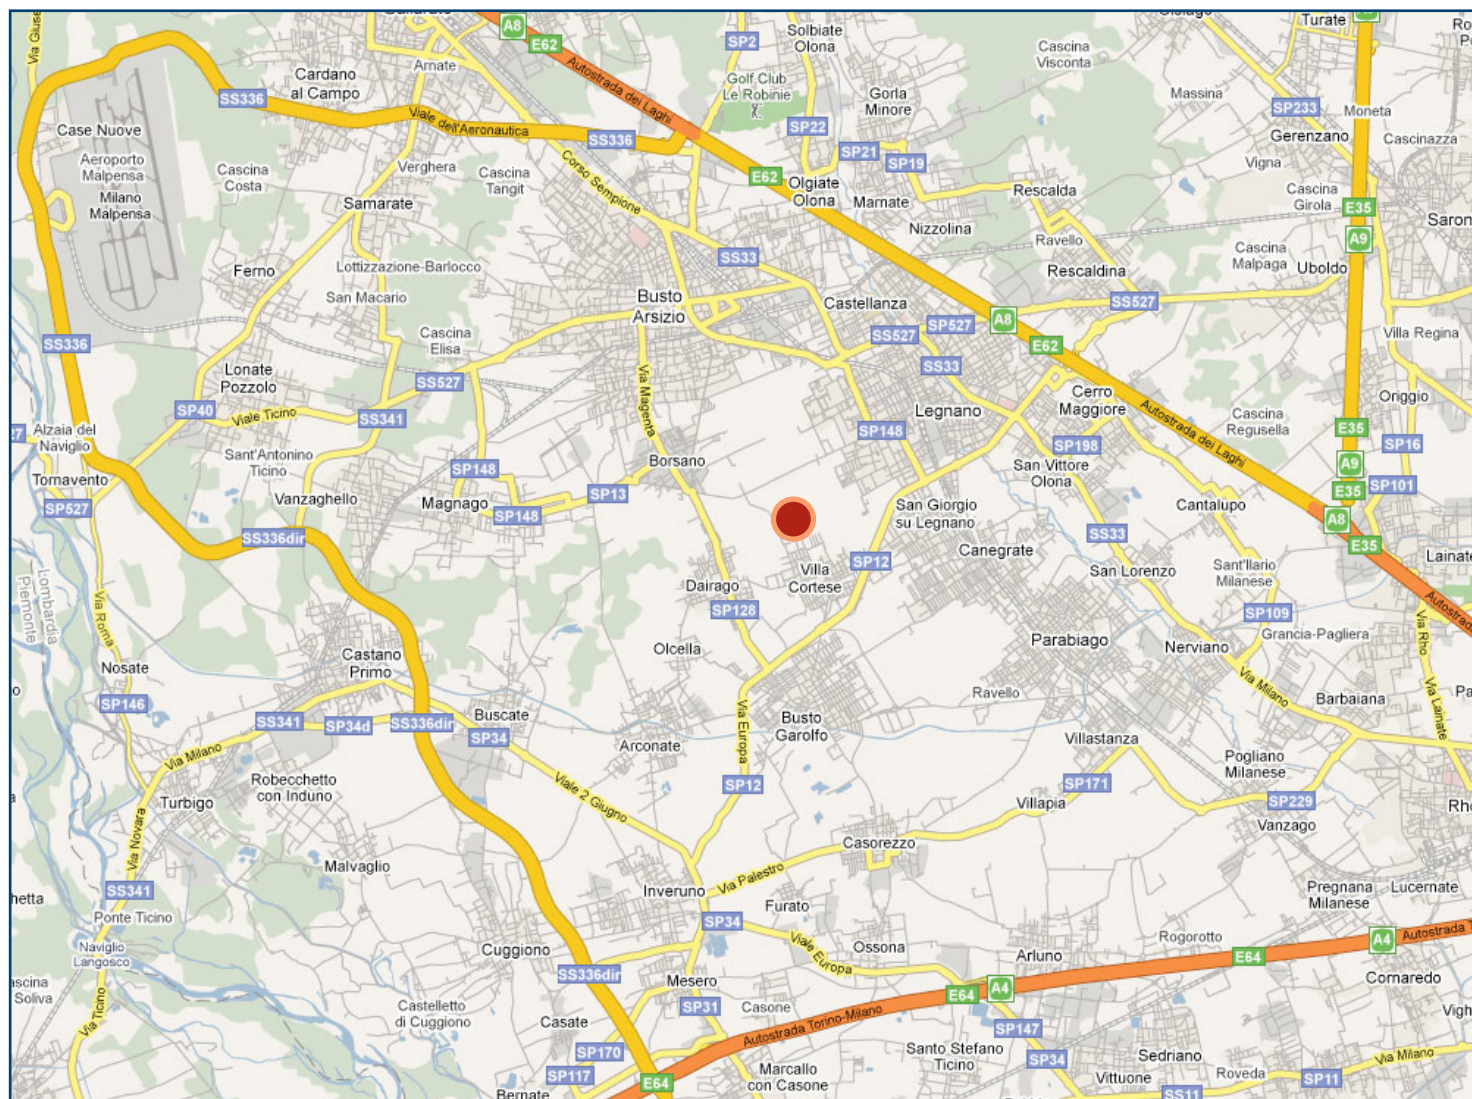 A8
E62
SP2
Solbiate
Olona
Turate
Via Giuse
Arnate
Cascina
Visconta
Cardano
al Campo
Autostrada dei Laghi
Golf Club
Le Robinie
Gorla
Minore
Massina
SP233
Moneta
SS336
Viale dell'Aeronautica
SS336
SP22
Gerenzano
Cascinazza
Case Nuove
Corso Sempione
SP21
SP19
Vigna
Aeroporto
Malpensa
Milano
Malpensa
Cascina
Costa
Verghera
Cascina
Tangit
E62
Olgiate
Olona
Marnate
Rescalda
Cascina
Girola
E35
Samarate
Nizzolina
Saron
Ravello
A9
Ferno
Lottizzazione-Barlocco
SS33
Rescaldina
Cascina
Malpaga
Uboldo
San Macario
Busto
Arsizio
Castellanza
SS527
A8
SP527
SS527
Villa Regina
SS336
Cascina
Elisa
E62
Lonate
Pozzolo
SS527
Via Magenta
SS33
Cerro
Maggiore
SP40
Viale Ticino
SS341
Legnano
Autostrada dei Laghi
Cascina
Regusella
Origgio
27
Alzaia del
Naviglio
SP148
SP198
E35
SP16
Sant'Antonino
Ticino
SP148
Borsano
San Vittore
Olona
A9
Tornavento
Vanzaghello
Magnago
SP13
E35
SP101
SP527
SP148
San Giorgio
su Legnano
Cantalupo
A8
SS336dir
SS33
E35
Canegrate
Lainate
Lombardia
Piemonte
Dairago
Villa
Cortese
SP12
San Lorenzo
Sant'Ilario
Milanese
Autostrada
Via Roma
SP128
SP109
Via Rho
Parabiago
Grancia-Pagliera
Castano
Primo
Olcella
Nerviano
Nosate
Via Milano
Barbaiana
SP146
SS341
SP34d
SS336dir
Buscate
SP34
Via Europa
Ravello
Via Lainate
Arconate
Busto
Garolfo
Villastanza
Via Milano
Pogliano
Milanese
Robecchetto
con Induno
Viale 2 Giugno
SP12
SP171
Turbigo
Villapia
SP229
Rho
Vanzago
Via Novara
Casorezzo
Malvaglio
SS341
Inveruno
Via Palestro
Pregnana
Milanese
Lucernate
hetta
Furato
Ponte Ticino
SP34
Naviglio
Langosco
Cuggiono
Viale Europa
Ossona
Rogorotto
A4
Autostrada T
Arluno
E64
SS336dir
Mesero
Cornaredo
ascina
Soliva
E64
A4
Castelletto
di Cuggiono
Casone
SP31
Via Ticino
Casate
Autostrada Torino-Milano
SP147
Vigh
SP170
Santo Stefano
Ticino
SP34
Sedriano
Via Milano
SP117
E64
Marcallo
con Casone
Vittuone
Roveda
SP11
Bernate
SS11